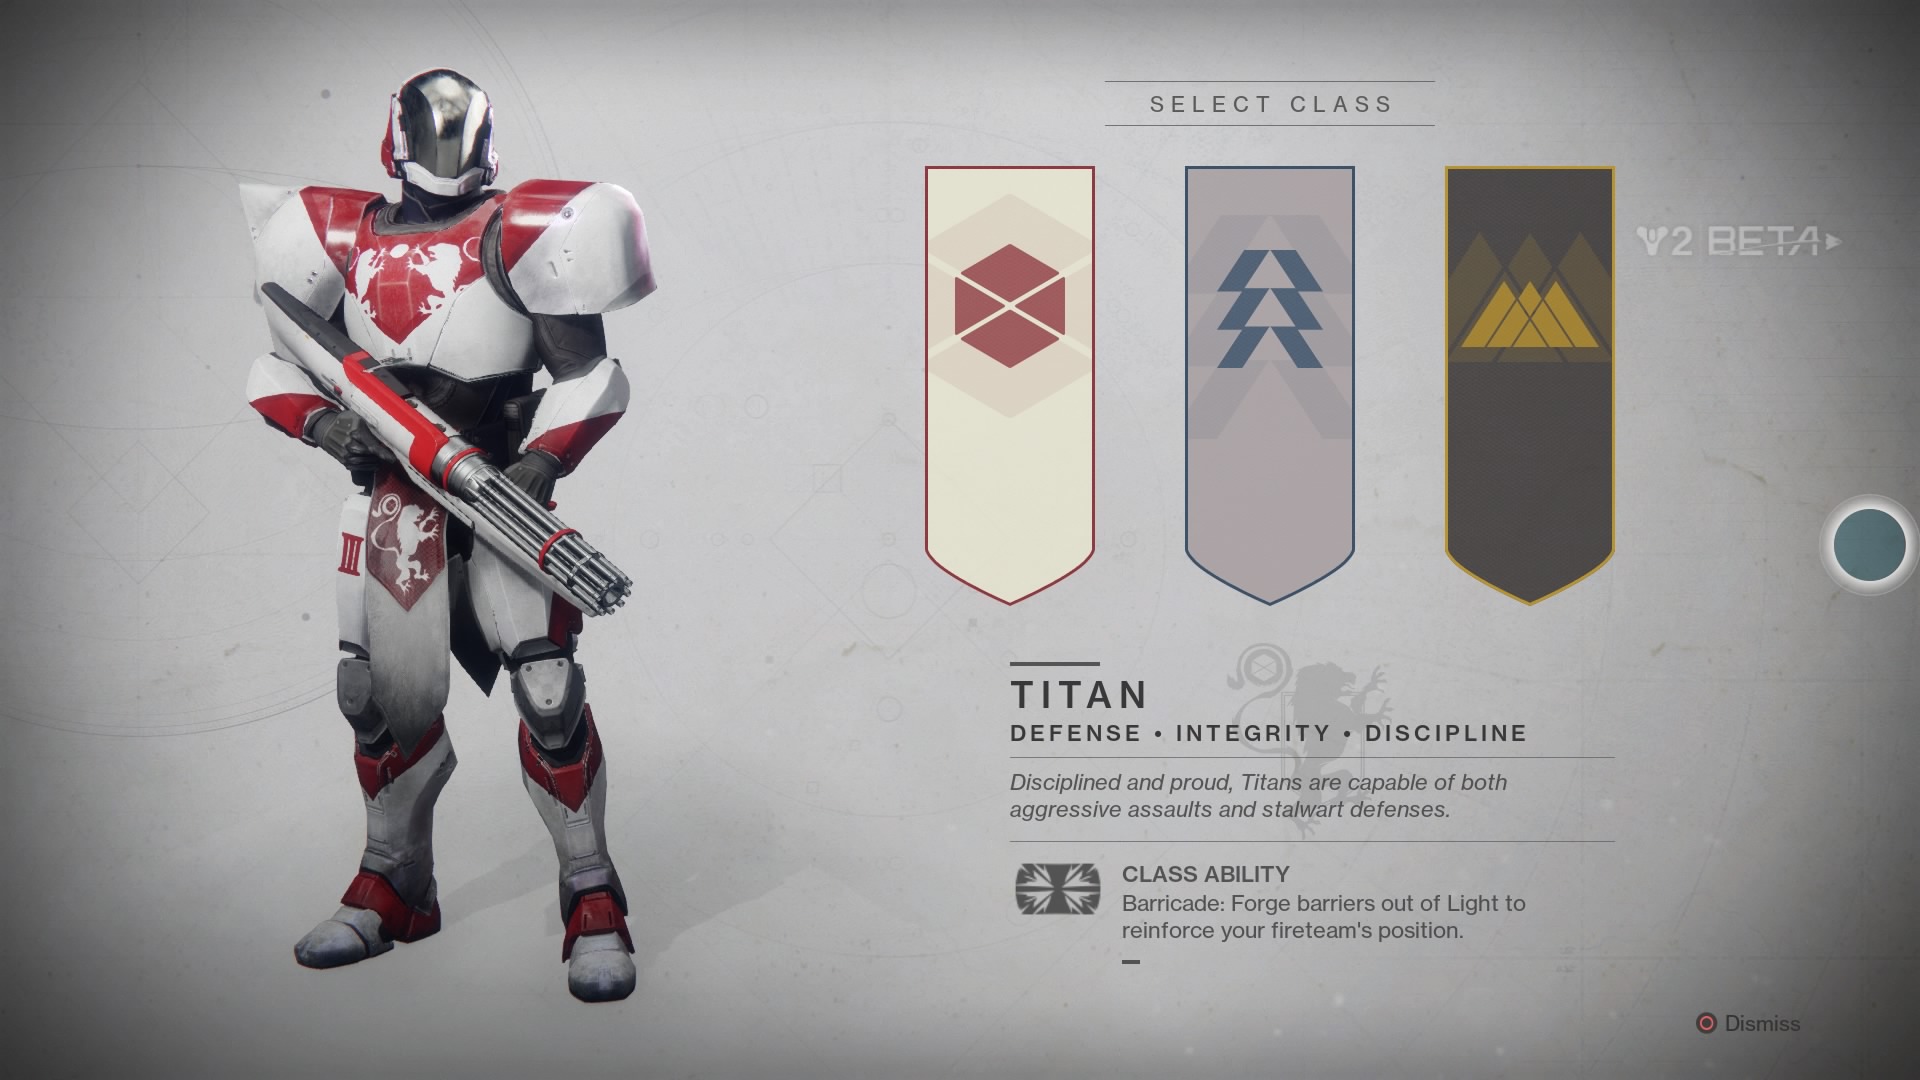 SELECT CLASS
2 BETA
III
TITAN
DEFENSE • INTEGRITY • DISCIPLINE
Disciplined and proud, Titans are capable of both
aggressive assaults and stalwart defenses.
CLASS ABILITY
Barricade: Forge barriers out of Light to
reinforce your fireteam's position.
Dismiss